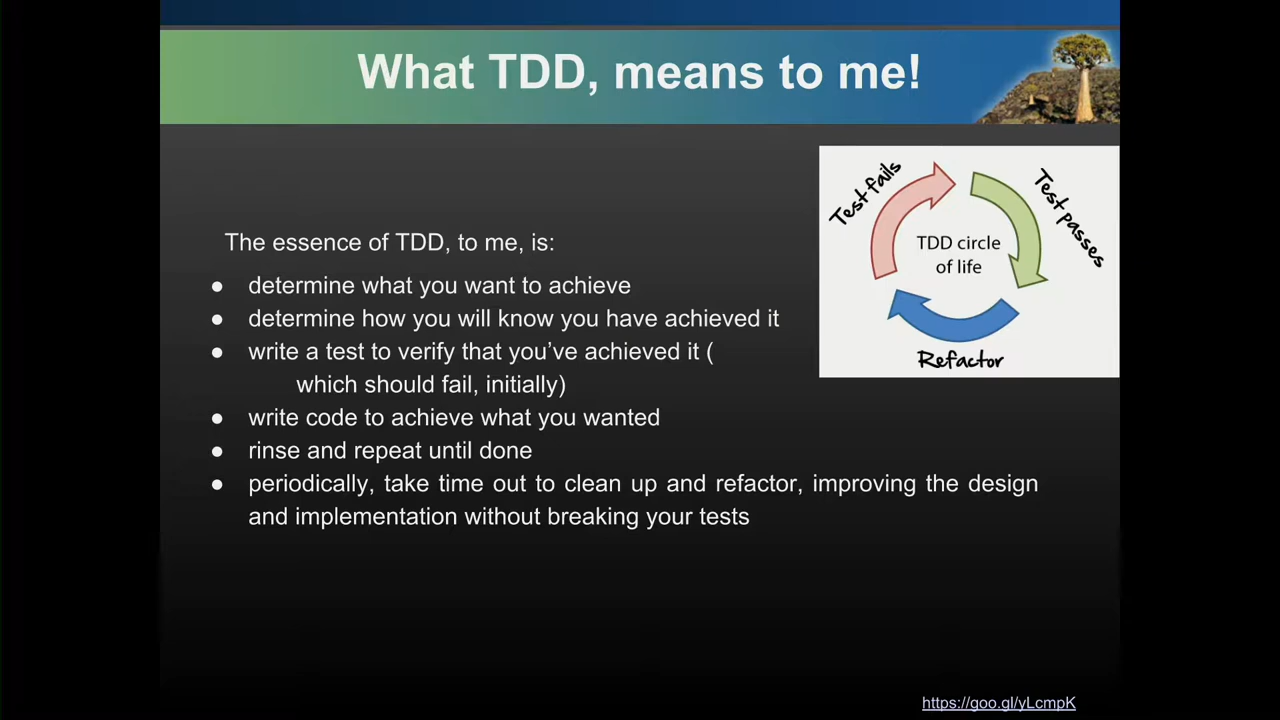 What TDD, means to me!
The essence of TDD, to me, is:
● determine what you want to achieve
● determine how you will know you have achieved it
● write a test to verify that you’ve achieved it (
which should fail, initially)
● write code to achieve what you wanted
● rinse and repeat until done
● periodically, take time out to clean up and refactor, improving the design
and implementation without breaking your tests
Test fails
Test passes
TDD circle
of life
Refactor
https://goo.gl/yLcmpK